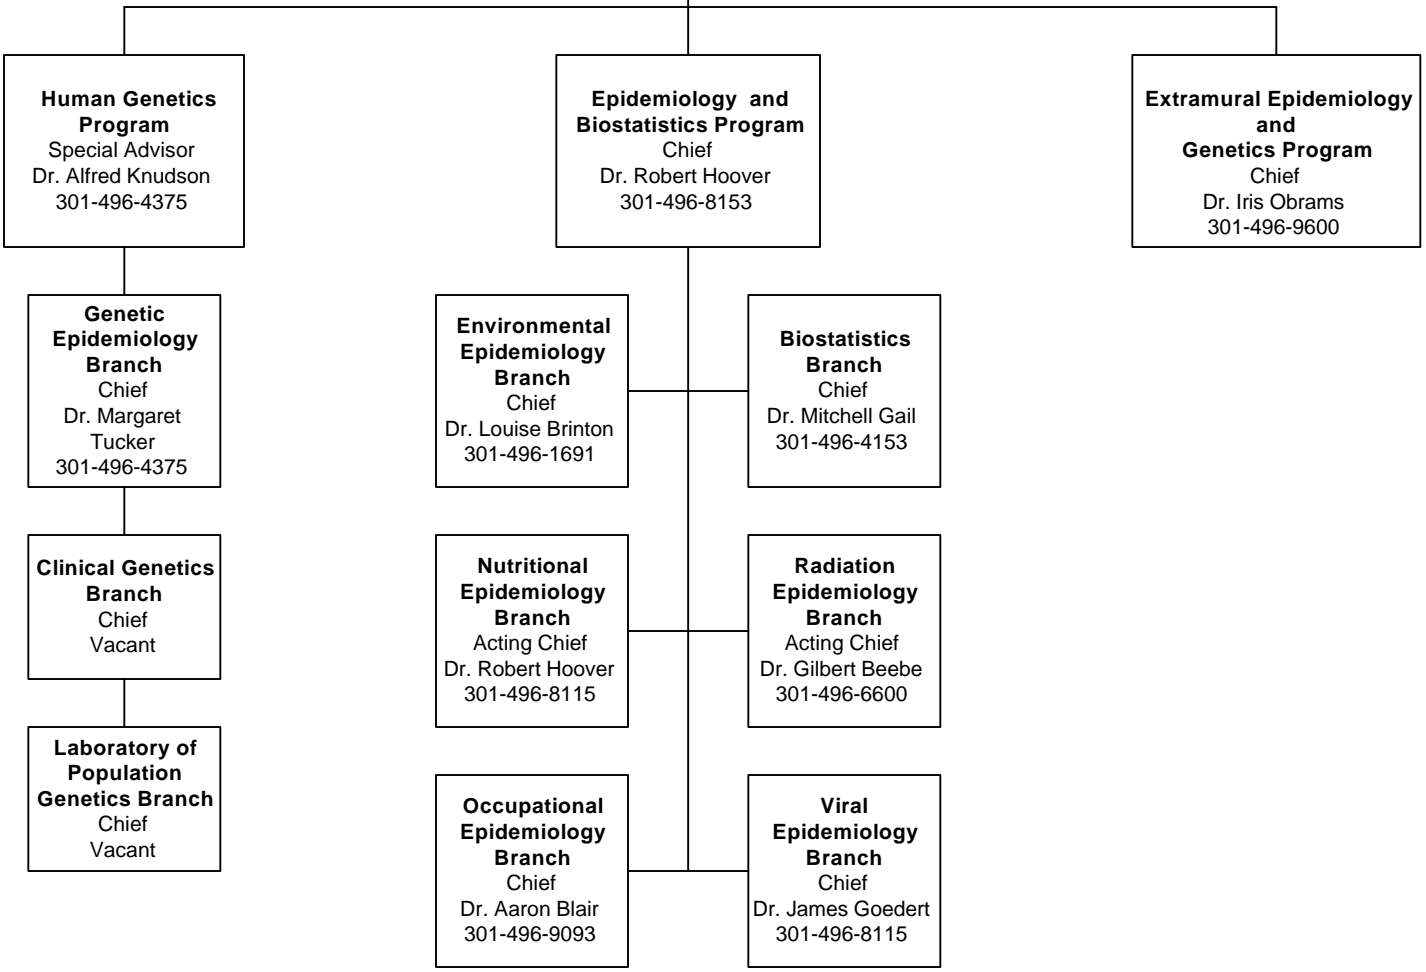 Human Genetics
Program
Special Advisor
Dr. Alfred Knudson
301-496-4375
Epidemiology and
Biostatistics Program
Chief
Dr. Robert Hoover
301-496-8153
Extramural Epidemiology
and
Genetics Program
Chief
Dr. Iris Obrams
301-496-9600
Genetic
Epidemiology
Branch
Chief
Dr. Margaret
Tucker
301-496-4375
Environmental
Epidemiology
Branch
Chief
Dr. Louise Brinton
301-496-1691
Biostatistics
Branch
Chief
Dr. Mitchell Gail
301-496-4153
Clinical Genetics
Branch
Chief
Vacant
Nutritional
Epidemiology
Branch
Acting Chief
Dr. Robert Hoover
301-496-8115
Radiation
Epidemiology
Branch
Acting Chief
Dr. Gilbert Beebe
301-496-6600
Laboratory of
Population
Genetics Branch
Chief
Vacant
Occupational
Epidemiology
Branch
Chief
Dr. Aaron Blair
301-496-9093
Viral
Epidemiology
Branch
Chief
Dr. James Goedert
301-496-8115